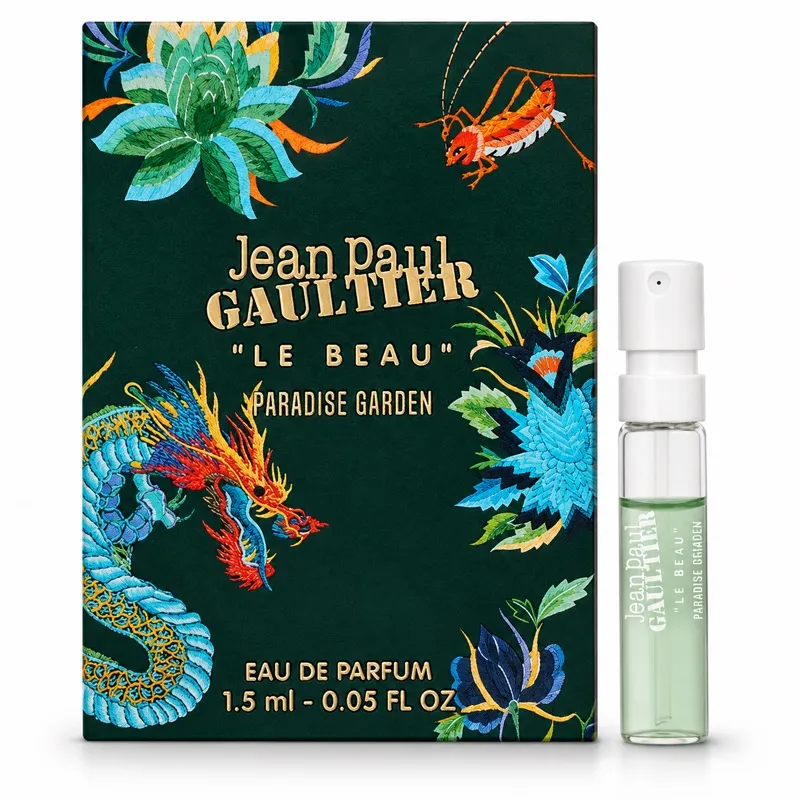 Jean Paul
GAULTIER
"LE BEAU"
PARADISE GARDEN
EAU DE PARFUM
1.5 ml - 0.05 FL OZ
Jean Paul
GAULTIER
"LE BEAU"
PARADISE